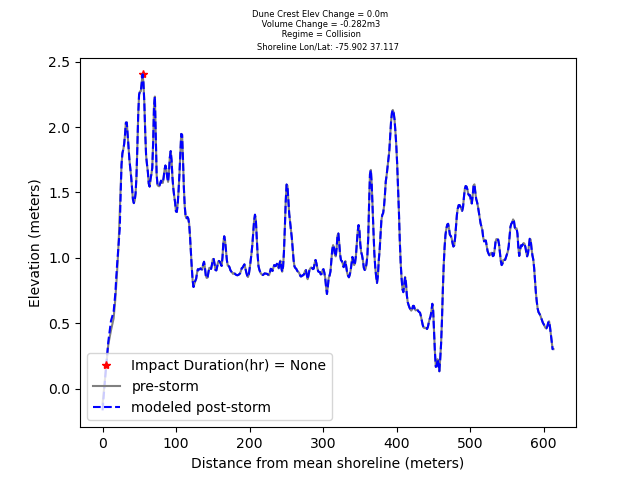 Dune Crest Elev Change = 0.0m
Volume Change = -0.282m3
Regime = Collision
Shoreline Lon/Lat: -75.902 37.117
2.5
2.0
1.5
1.0
0.5
0.0
Elevation (meters)
Impact Duration(hr) = None
pre-storm
modeled post-storm
0 100 200 300 400 500 600
Distance from mean shoreline (meters)